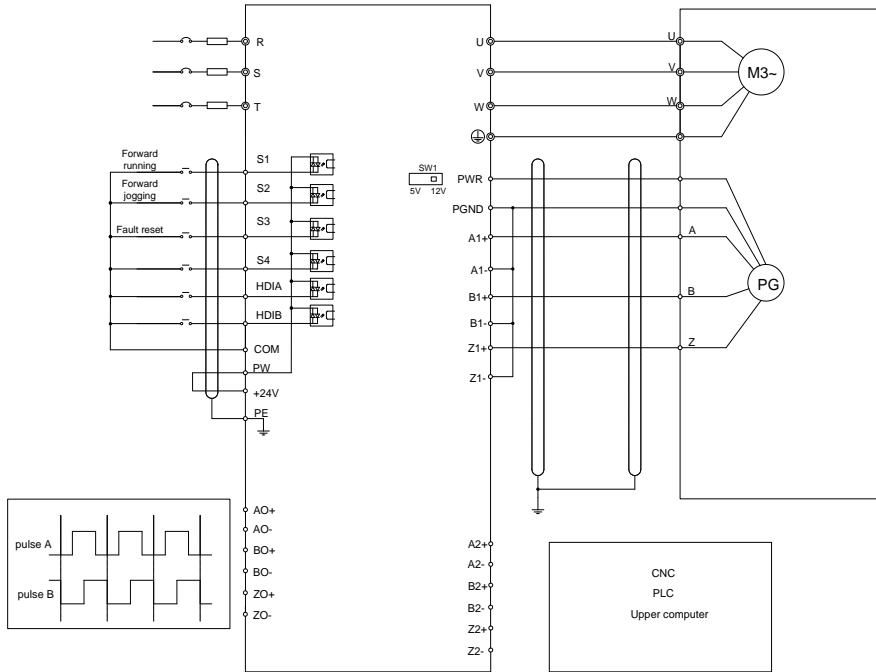 R
U
U
S
V
V
M3~
T
W
W
Forward
running
S1
SW1
5V 12V
PWR
Forward
jogging
S2
PGND
Fault reset
S3
A1+
A
S4
A1-
HDIA
B1+
B
PG
HDIB
B1-
COM
Z1+
Z
PW
Z1-
+24V
PE
AO+
AO-
BO+
BO-
ZO+
ZO-
pulse A
pulse B
A2+
A2-
B2+
B2-
Z2+
Z2-
CNC
PLC
Upper computer